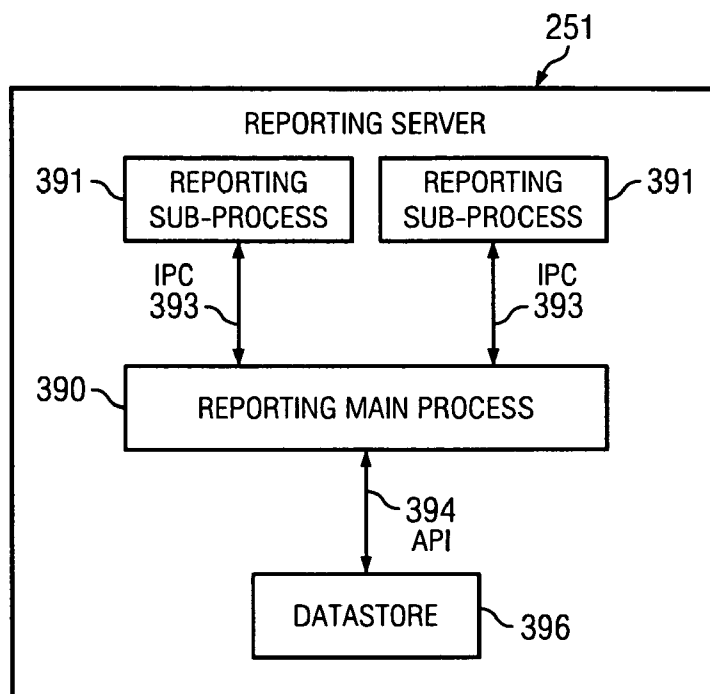 251
REPORTING SERVER
391
REPORTING
SUB-PROCESS
REPORTING
SUB-PROCESS
391
IPC
393
IPC
393
390
REPORTING MAIN PROCESS
394
API
DATASTORE
396